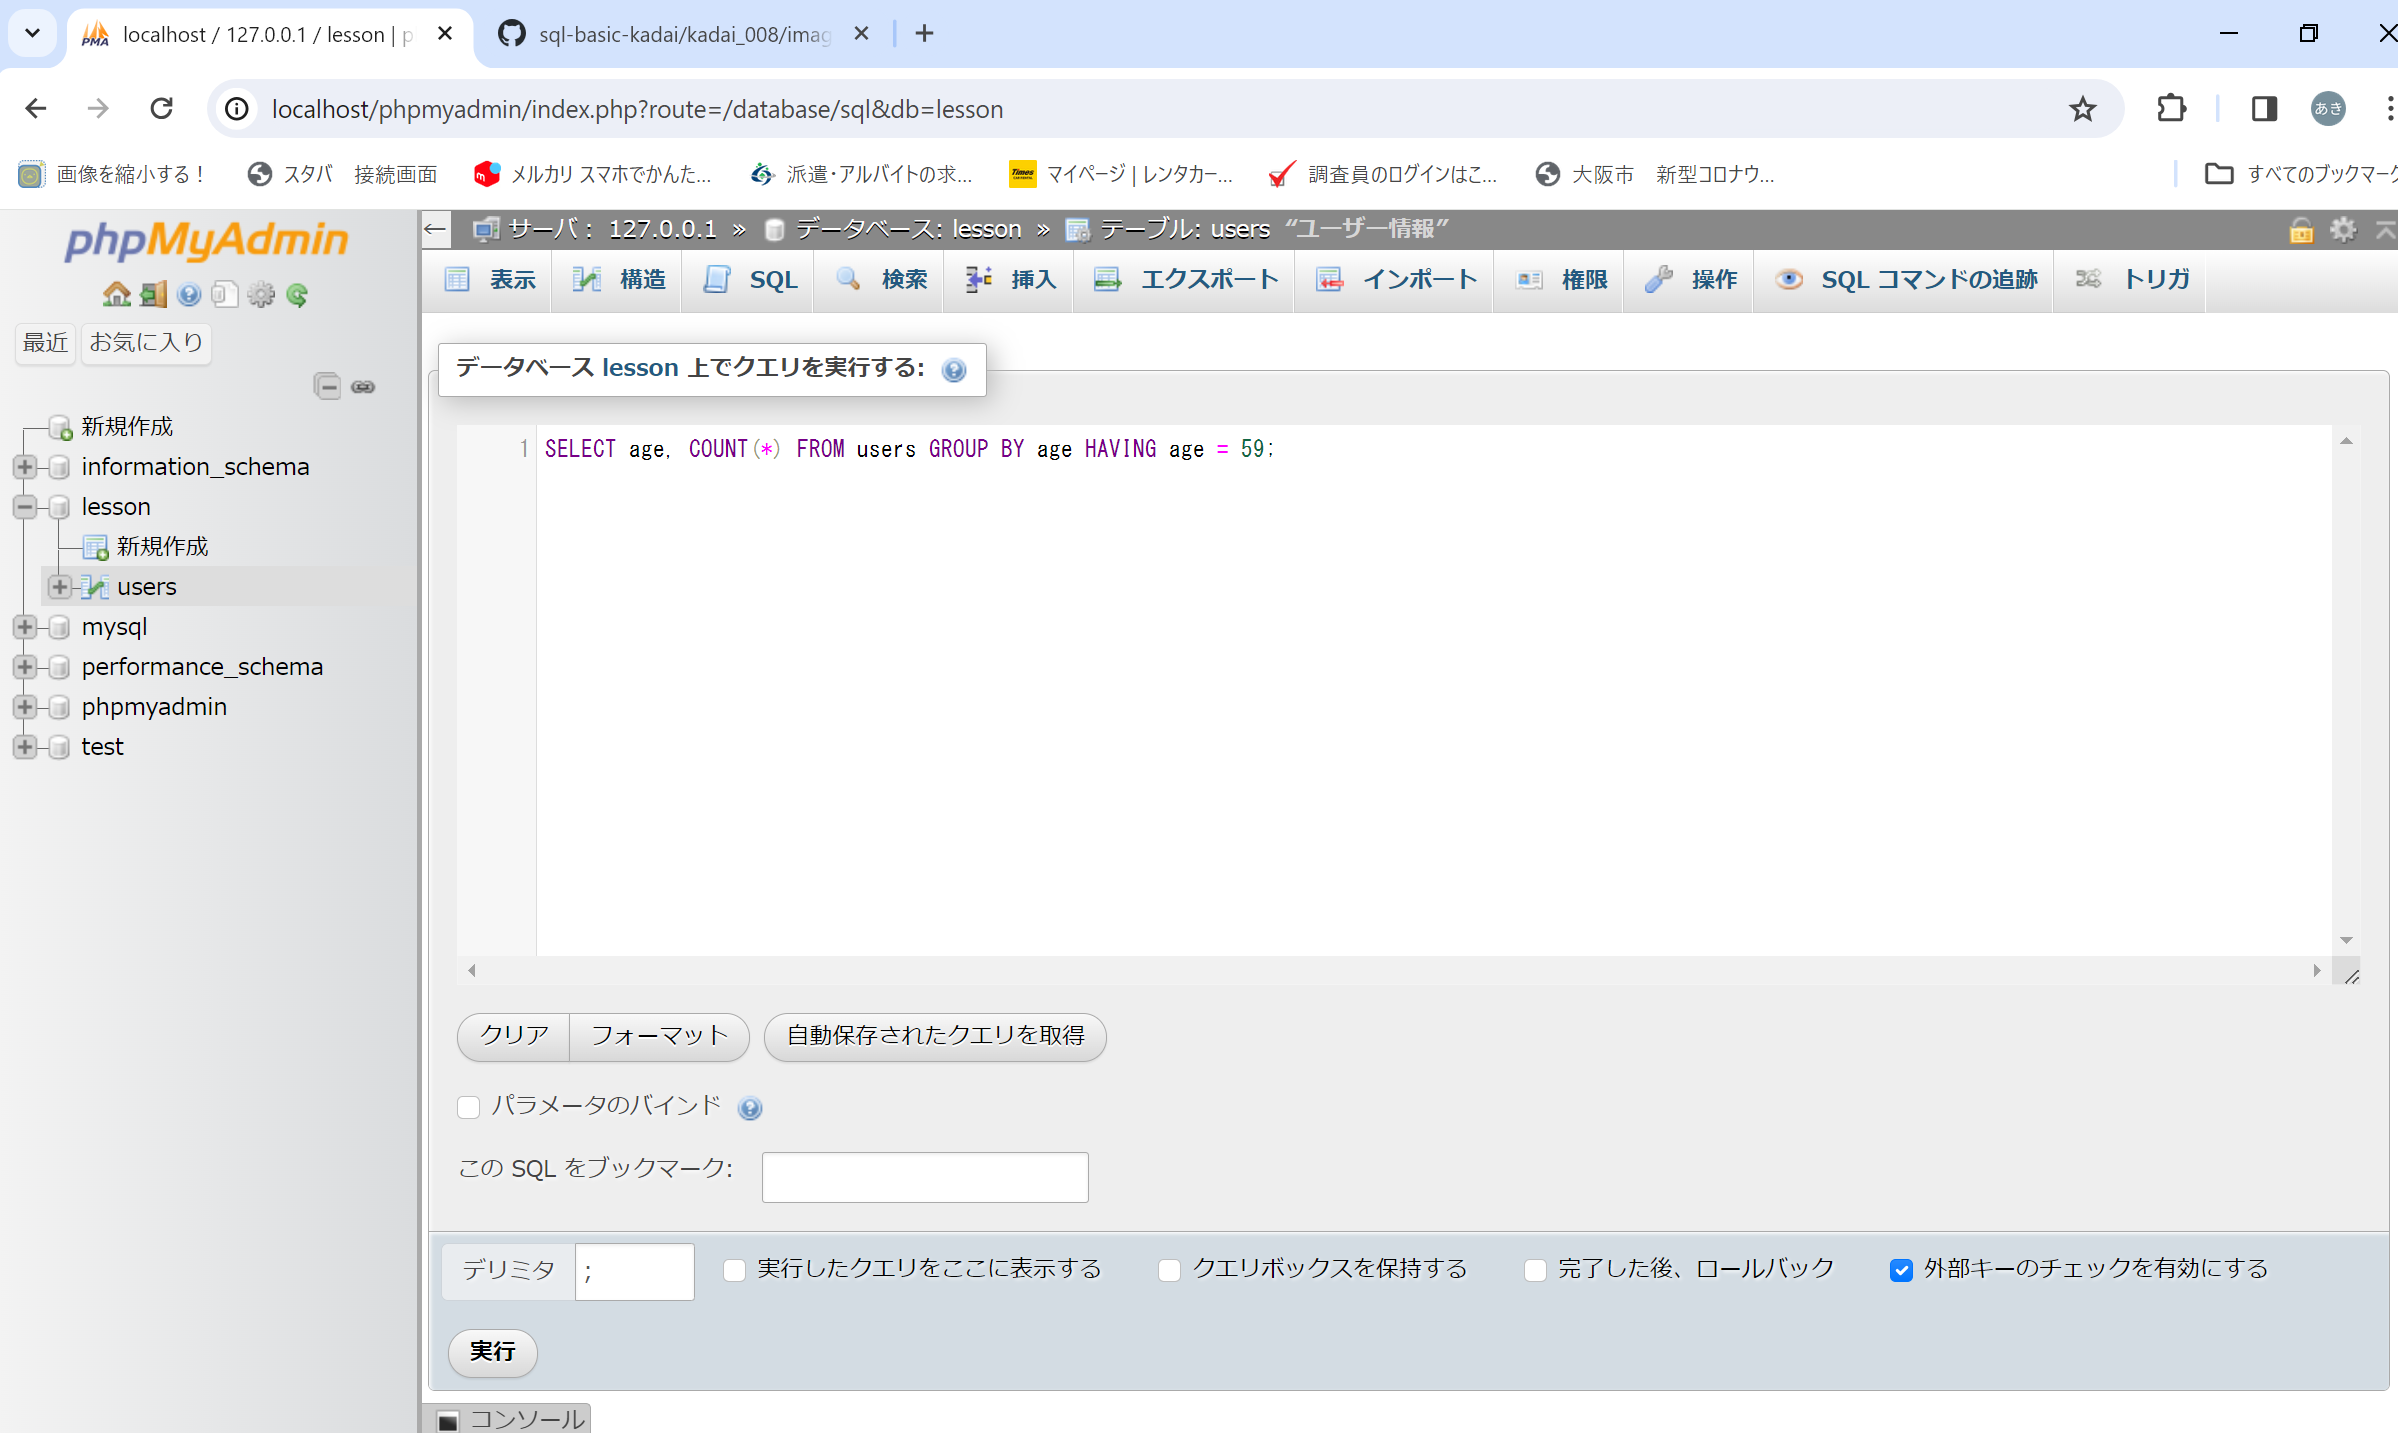 localhost / 127.0.0.1 / lesson | p
sql-basic-kadai/kadai_008/imag
localhost/phpmyadmin/index.php?route=/database/sql&db=lesson
あき
画像を縮小する！
スタバ　接続画面
メルカリ スマホでかんた...
派遣・アルバイトの求...
Times
マイページ | レンタカー...
調査員のログインはこ...
大阪市　新型コロナウ...
すべてのブックマーク
phpMyAdmin
最近
お気に入り
新規作成
information_schema
lesson
新規作成
users
mysql
performance_schema
phpmyadmin
test
← サーバ： 127.0.0.1 » データベース: lesson » テーブル: users “ユーザー情報”
表示
構造
SQL
検索
挿入
エクスポート
インポート
権限
操作
SQL コマンドの追跡
トリガ
データベース lesson 上でクエリを実行する:
1 SELECT age, COUNT(*) FROM users GROUP BY age HAVING age = 59;
クリア
フォーマット
自動保存されたクエリを取得
パラメータのバインド
この SQL をブックマーク:
デリミタ ;
実行したクエリをここに表示する
クエリボックスを保持する
完了した後、ロールバック
外部キーのチェックを有効にする
実行
コンソール